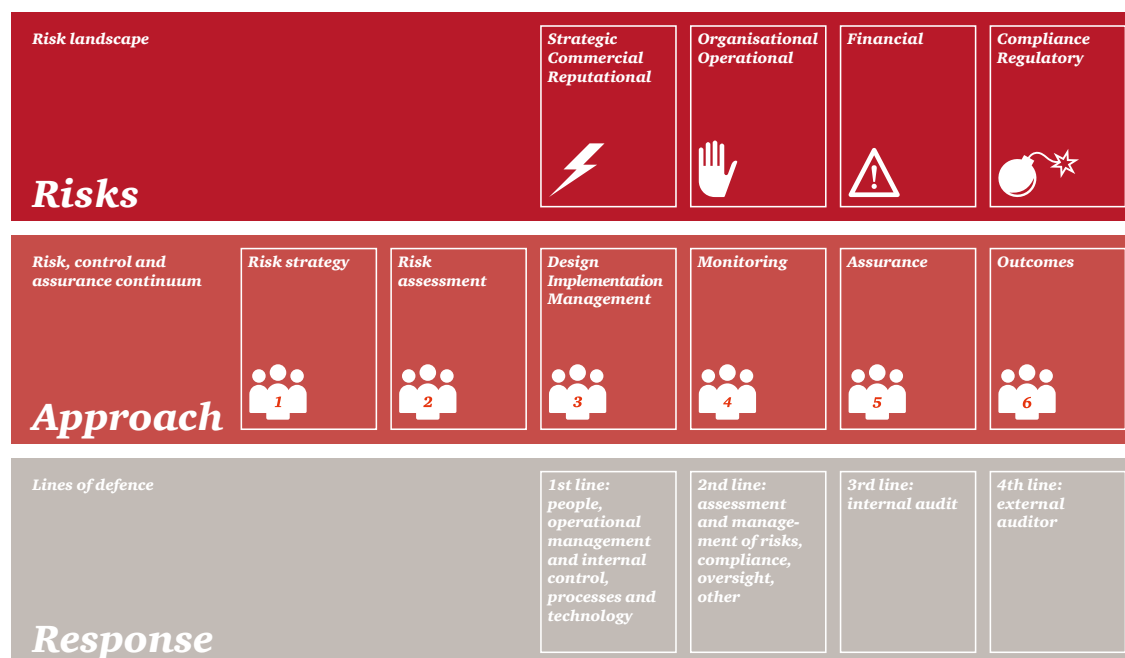 Risk landscape
Risks
Strategic
Commercial
Reputational
Organisational
Operational
Financial
!
Compliance
Regulatory
Risk, control and
assurance continuum
Approach
Risk strategy
1
Risk
assessment
2
Design
Implementation
Management
3
Monitoring
4
Assurance
5
Outcomes
6
Lines of defence
Response
1st line:
people,
operational
management
and internal
control,
processes and
technology
2nd line:
assessment
and manage-
ment of risks,
compliance,
oversight,
other
3rd line:
internal audit
4th line:
external
auditor